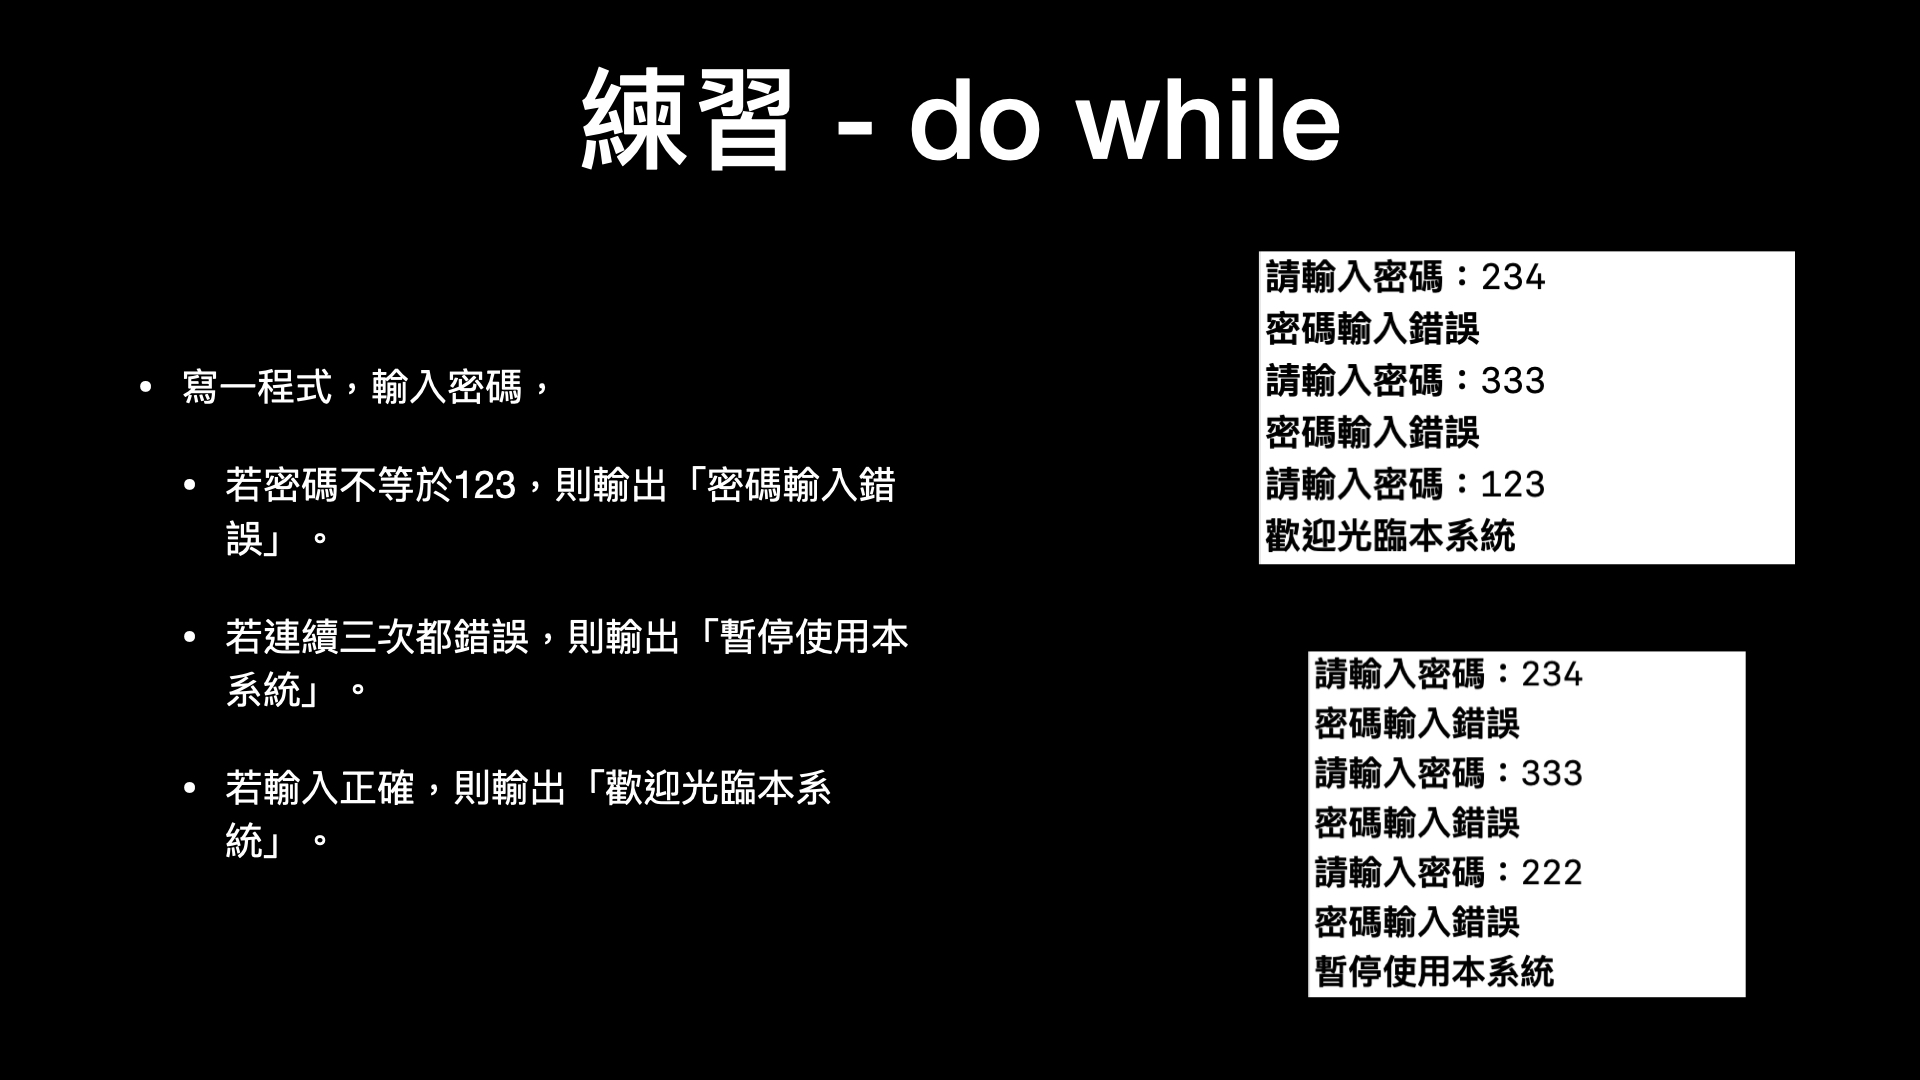 練習 - do while
• 寫一程式，輸入密碼，
• 若密碼不等於123，則輸出「密碼輸入錯
誤」。
• 若連續三次都錯誤，則輸出「暫停使用本
系統」。
• 若輸入正確，則輸出「歡迎光臨本系
統」。
請輸入密碼：234
密碼輸入錯誤
請輸入密碼：333
密碼輸入錯誤
請輸入密碼：123
歡迎光臨本系統
請輸入密碼：234
密碼輸入錯誤
請輸入密碼：333
密碼輸入錯誤
請輸入密碼：222
密碼輸入錯誤
暫停使用本系統